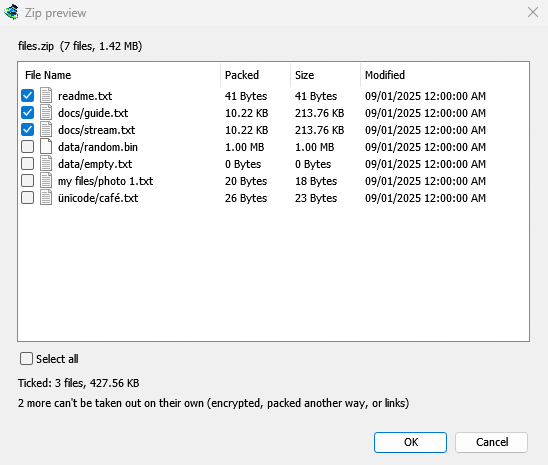 Zip preview
files.zip (7 files, 1.42 MB)
File Name Packed Size Modified
readme.txt 41 Bytes 41 Bytes 09/01/2025 12:00:00 AM
docs/guide.txt 10.22 KB 213.76 KB 09/01/2025 12:00:00 AM
docs/stream.txt 10.22 KB 213.76 KB 09/01/2025 12:00:00 AM
data/random.bin 1.00 MB 1.00 MB 09/01/2025 12:00:00 AM
data/empty.txt 0 Bytes 0 Bytes 09/01/2025 12:00:00 AM
my files/photo 1.txt 20 Bytes 18 Bytes 09/01/2025 12:00:00 AM
ünicode/café.txt 26 Bytes 23 Bytes 09/01/2025 12:00:00 AM
Select all
Ticked: 3 files, 427.56 KB
2 more can't be taken out on their own (encrypted, packed another way, or links)
OK Cancel